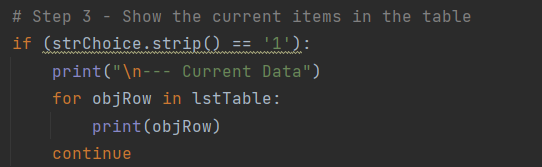 # Step 3 - Show the current items in the table
if (strChoice.strip() == '1'):
print("\n--- Current Data")
for objRow in lstTable:
print(objRow)
continue